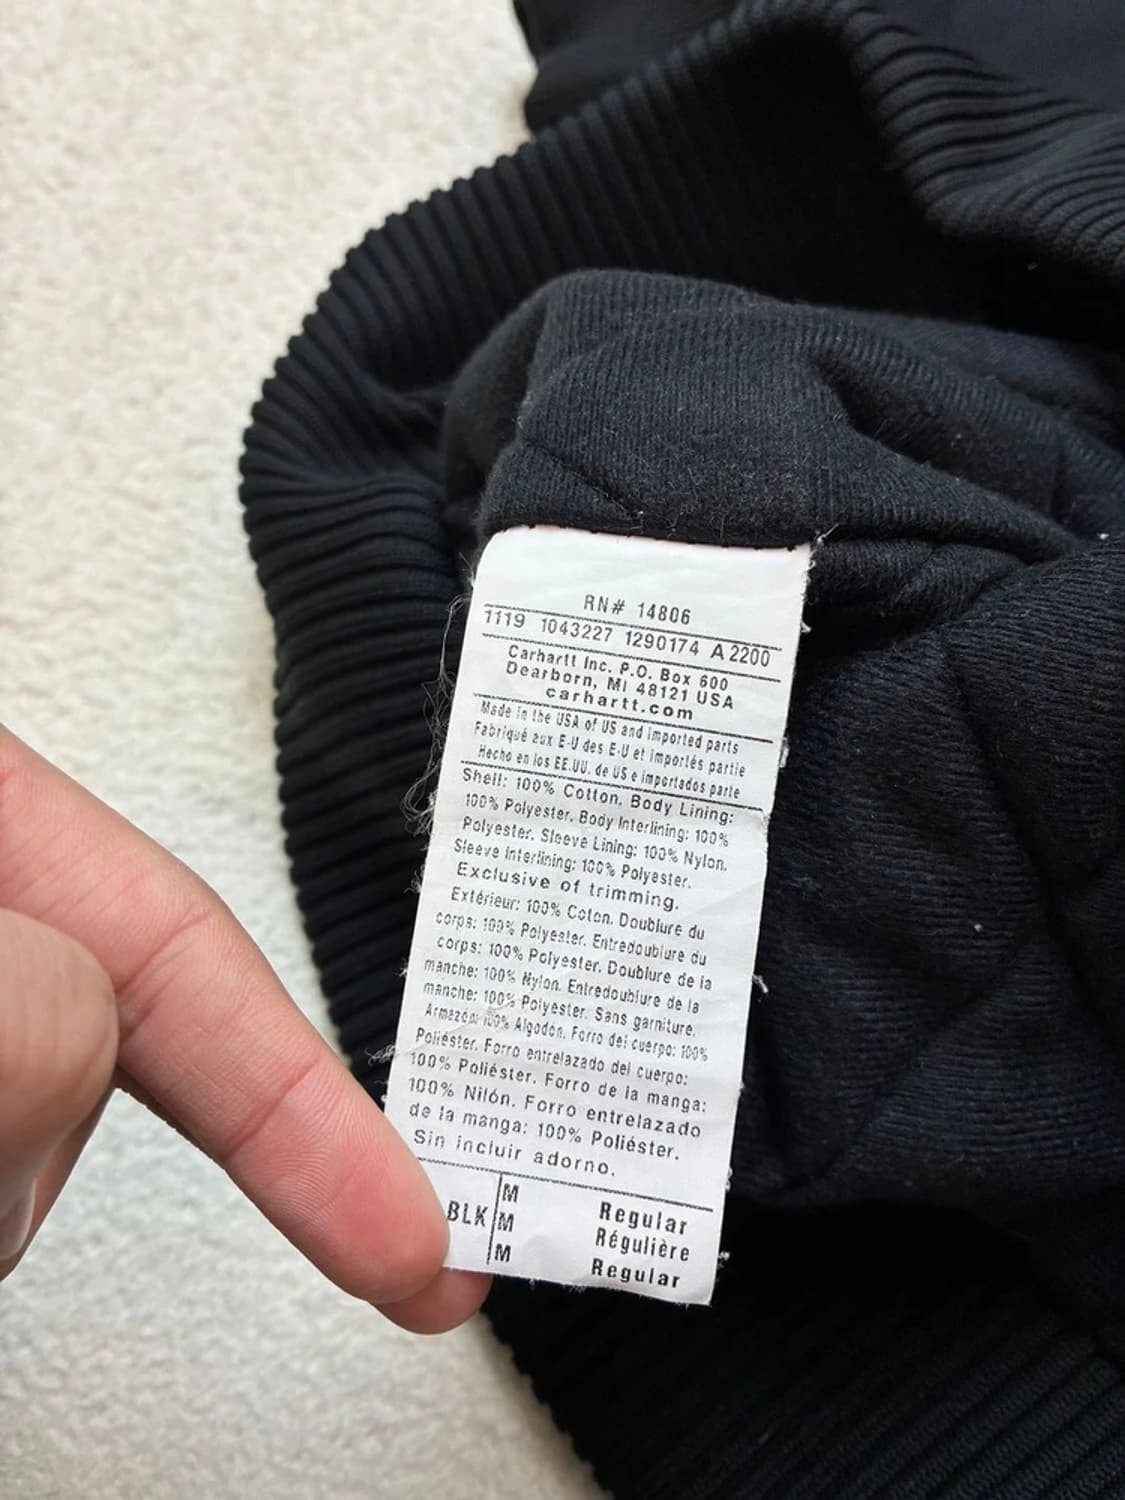 RN# 14806
1119 1043227 1290174 A 2200
Carhartt Inc. P.O. Box 600
Dearborn, MI 48121 USA
carhartt.com
Made in the USA of US and imported parts
Fabriqué aux E-U des E-U et importés partie
Hecho en los EE.UU. de US e importados parte
Shell: 100% Cotton. Body Lining:
100% Polyester. Body Interlining: 100%
Polyester. Sleeve Lining: 100% Nylon.
Sleeve Interlining: 100% Polyester.
Exclusive of trimming.
Extérieur: 100% Coton. Doublure du
corps: 100% Polyester. Entredoublure du
corps: 100% Polyester. Doublure de la
manche: 100% Nylon. Entredoublure de la
manche: 100% Polyester. Sans garniture.
Armazon: 100% Algodon. Forro del cuerpo: 100%
Poliéster. Forro entrelazado del cuerpo:
100% Poliéster. Forro de la manga:
100% Nilón. Forro entrelazado
de la manga: 100% Poliéster.
Sin incluir adorno.
BLK
M Regular
M Régulière
M Regular